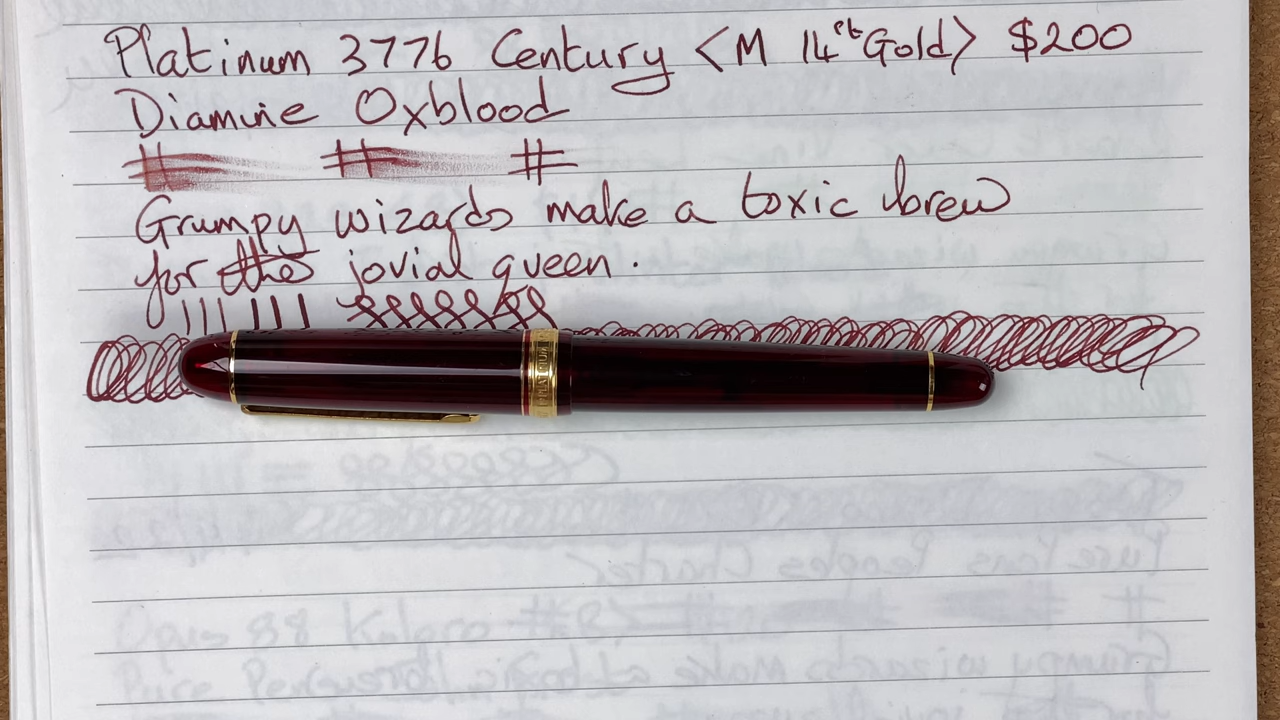 Platinum 3776 Century <M 14ct Gold> $200
Diamine Oxblood
# # #
Grumpy wizards make a toxic brew
for the jovial queen.